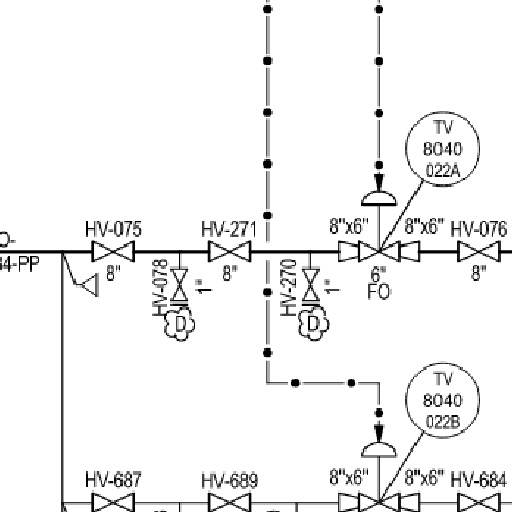 TV
8040
022A
HV-075
HV-271
8"x6"
8"x6"
HV-076
O-
44-PP
8"
HV-078
1"
8"
HV-270
1"
6"
FO
8"
D
D
TV
8040
022B
HV-687
HV-689
8"x6"
8"x6"
HV-684